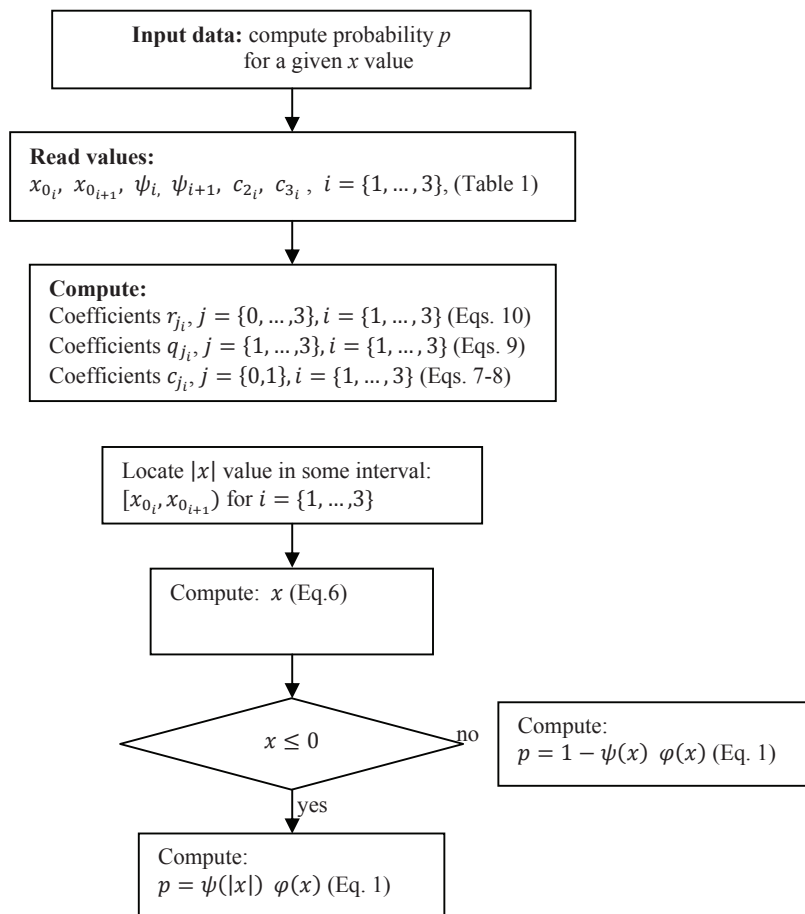 Input data: compute probability p
for a given x value
Read values:
x₀ᵢ, x₀ᵢ₊₁, ψᵢ, ψᵢ₊₁, c₂ᵢ, c₃ᵢ , i = {1, … ,3}, (Table 1)
Compute:
Coefficients rⱼᵢ, j = {0, … ,3}, i = {1, … ,3} (Eqs. 10)
Coefficients qⱼᵢ, j = {1, … ,3}, i = {1, … ,3} (Eqs. 9)
Coefficients cⱼᵢ, j = {0,1}, i = {1, … ,3} (Eqs. 7-8)
Locate |x| value in some interval:
[x₀ᵢ, x₀ᵢ₊₁) for i = {1, … ,3}
Compute: x (Eq.6)
x ≤ 0
no
Compute:
p = 1 − ψ(x) φ(x) (Eq. 1)
yes
Compute:
p = ψ(|x|) φ(x) (Eq. 1)